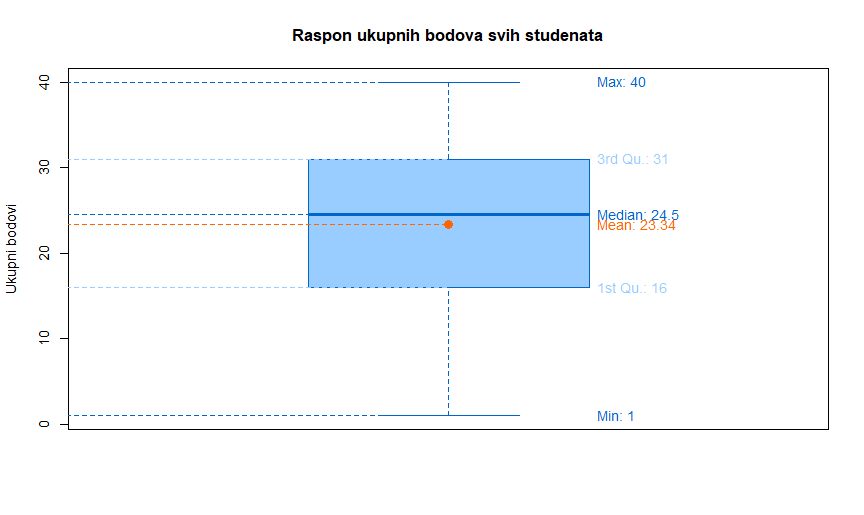 Raspon ukupnih bodova svih studenata
Ukupni bodovi
40
30
20
10
0
Max: 40
3rd Qu.: 31
Median: 24.5
Mean: 23.34
1st Qu.: 16
Min: 1